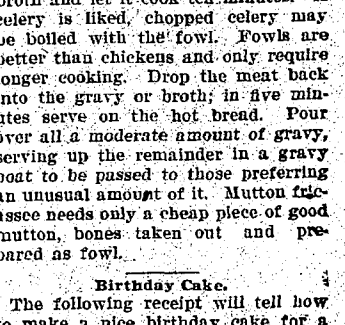 broth and let it cook ten minutes. If
celery is liked, chopped celery may
be boiled with the fowl. Fowls are
better than chickens and only require
longer cooking. Drop the meat back
into the gravy or broth; in five min-
utes serve on the hot bread. Pour
over all a moderate amount of gravy,
serving up the remainder in a gravy
boat to be passed to those preferring
an unusual amount of it. Mutton fric-
assee needs only a cheap piece of good
mutton, bones taken out and pre-
pared as fowl.
Birthday Cake.
The following receipt will tell how
to make a nice birthday cake for a